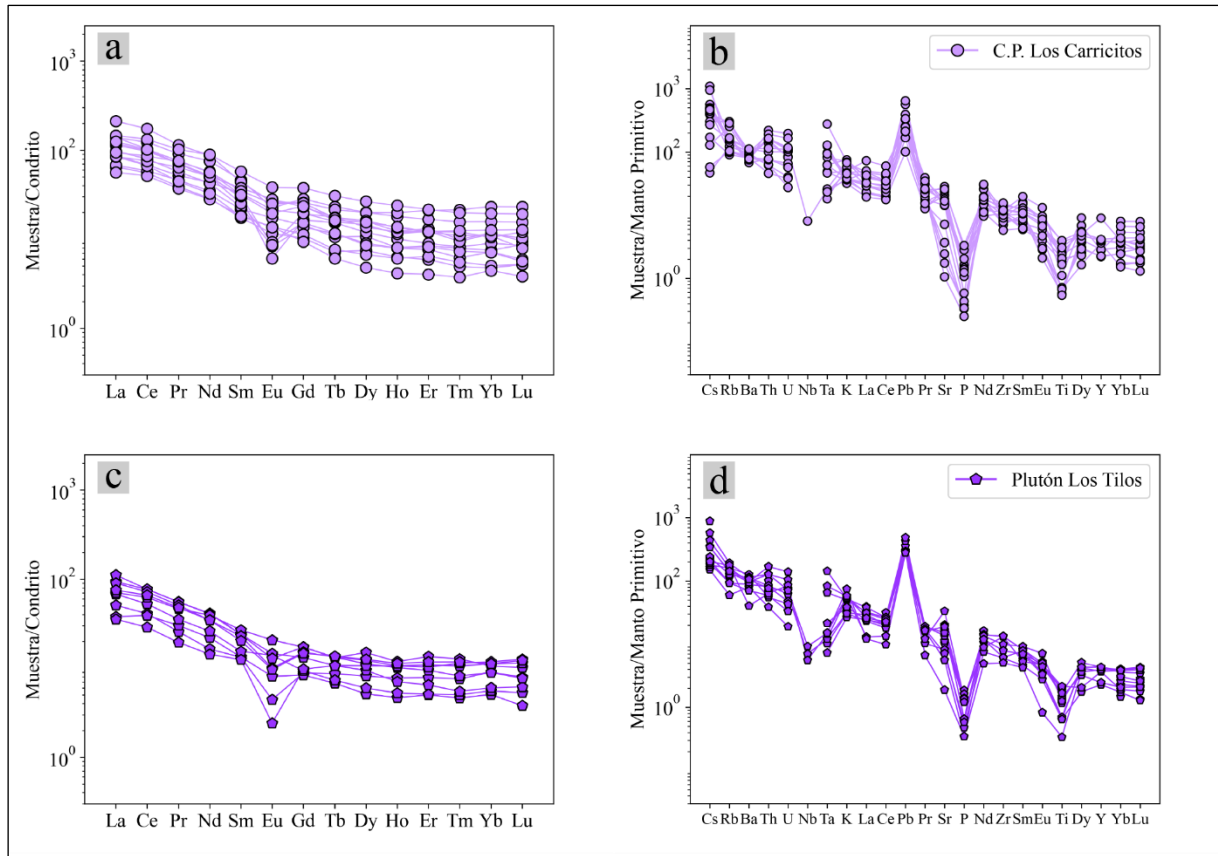 a
10³
10²
10⁰
Muestra/Condrito
La Ce Pr Nd Sm Eu Gd Tb Dy Ho Er Tm Yb Lu
b
C.P. Los Carricitos
10³
10²
10⁰
Muestra/Manto Primitivo
Cs Rb Ba Th U Nb Ta K La Ce Pb Pr Sr P Nd Zr Sm Eu Ti Dy Y Yb Lu
c
10³
10²
10⁰
Muestra/Condrito
La Ce Pr Nd Sm Eu Gd Tb Dy Ho Er Tm Yb Lu
d
Plutón Los Tilos
10³
10²
10⁰
Muestra/Manto Primitivo
Cs Rb Ba Th U Nb Ta K La Ce Pb Pr Sr P Nd Zr Sm Eu Ti Dy Y Yb Lu